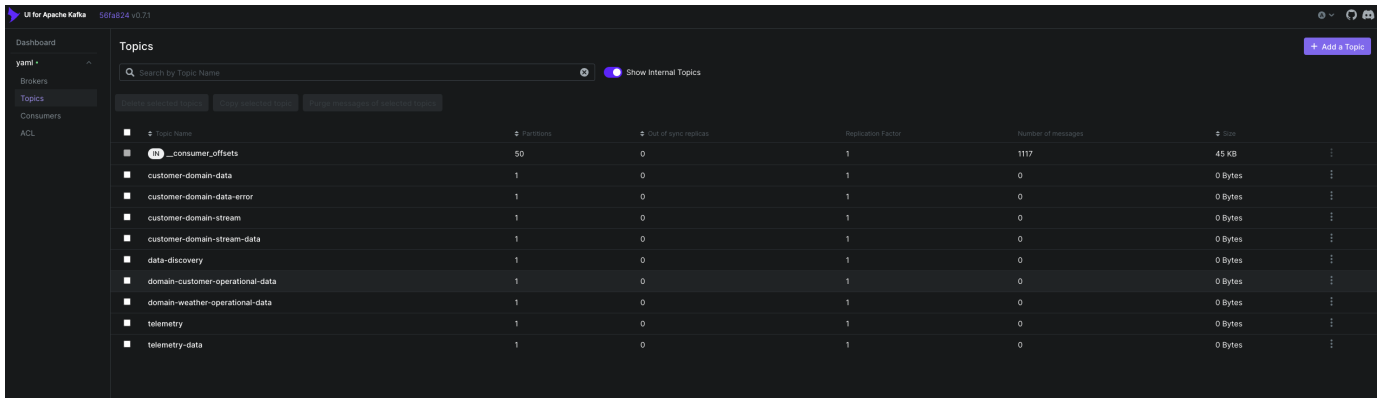 UI for Apache Kafka 56fa824 v0.7.1
Dashboard
yaml
Brokers
Topics
Consumers
ACL
Topics
+ Add a Topic
Search by Topic Name
Show Internal Topics
Delete selected topics Copy selected topic Purge messages of selected topics
Topic Name Partitions Out of sync replicas Replication Factor Number of messages Size
IN __consumer_offsets 50 0 1 1117 45 KB
customer-domain-data 1 0 1 0 0 Bytes
customer-domain-data-error 1 0 1 0 0 Bytes
customer-domain-stream 1 0 1 0 0 Bytes
customer-domain-stream-data 1 0 1 0 0 Bytes
data-discovery 1 0 1 0 0 Bytes
domain-customer-operational-data 1 0 1 0 0 Bytes
domain-weather-operational-data 1 0 1 0 0 Bytes
telemetry 1 0 1 0 0 Bytes
telemetry-data 1 0 1 0 0 Bytes